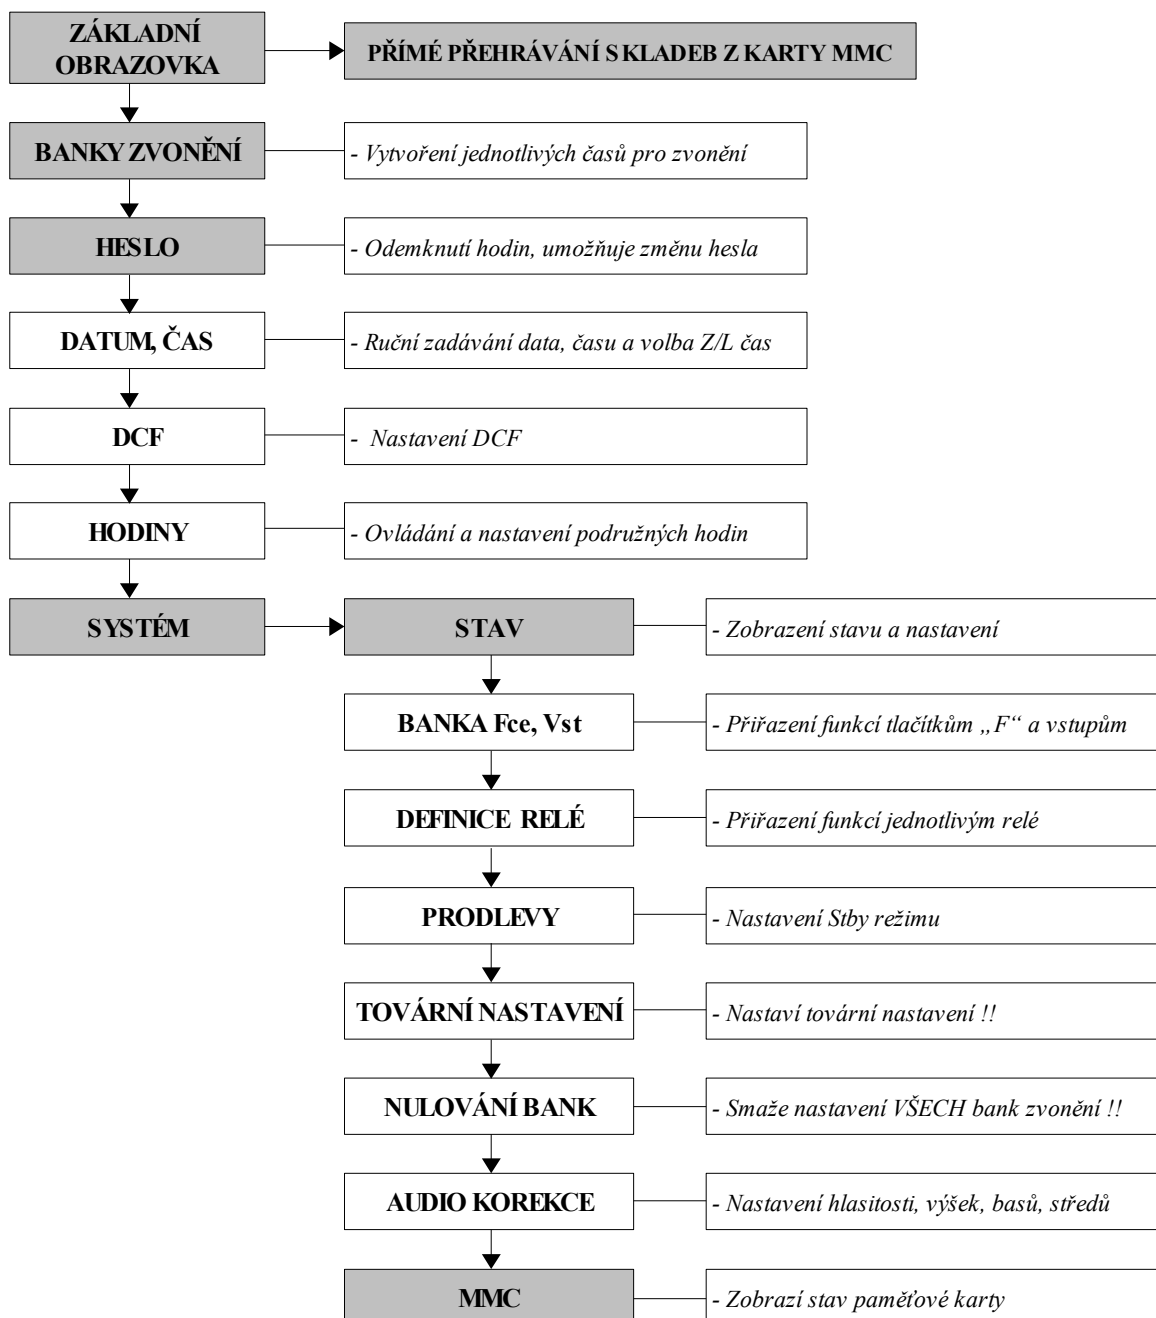 ZÁKLADNÍ
OBRAZOVKA
PŘÍMÉ PŘEHRÁVÁNÍ SKLADEB Z KARTY MMC
BANKY ZVONĚNÍ
- Vytvoření jednotlivých časů pro zvonění
HESLO
- Odemknutí hodin, umožňuje změnu hesla
DATUM, ČAS
- Ruční zadávání data, času a volba Z/L čas
DCF
- Nastavení DCF
HODINY
- Ovládání a nastavení podružných hodin
SYSTÉM
STAV
- Zobrazení stavu a nastavení
BANKA Fce, Vst
- Přiřazení funkcí tlačítkům „F“ a vstupům
DEFINICE RELÉ
- Přiřazení funkcí jednotlivým relé
PRODLEVY
- Nastavení Stby režimu
TOVÁRNÍ NASTAVENÍ
- Nastaví tovární nastavení !!
NULOVÁNÍ BANK
- Smaže nastavení VŠECH bank zvonění !!
AUDIO KOREKCE
- Nastavení hlasitosti, výšek, basů, středů
MMC
- Zobrazí stav paměťové karty